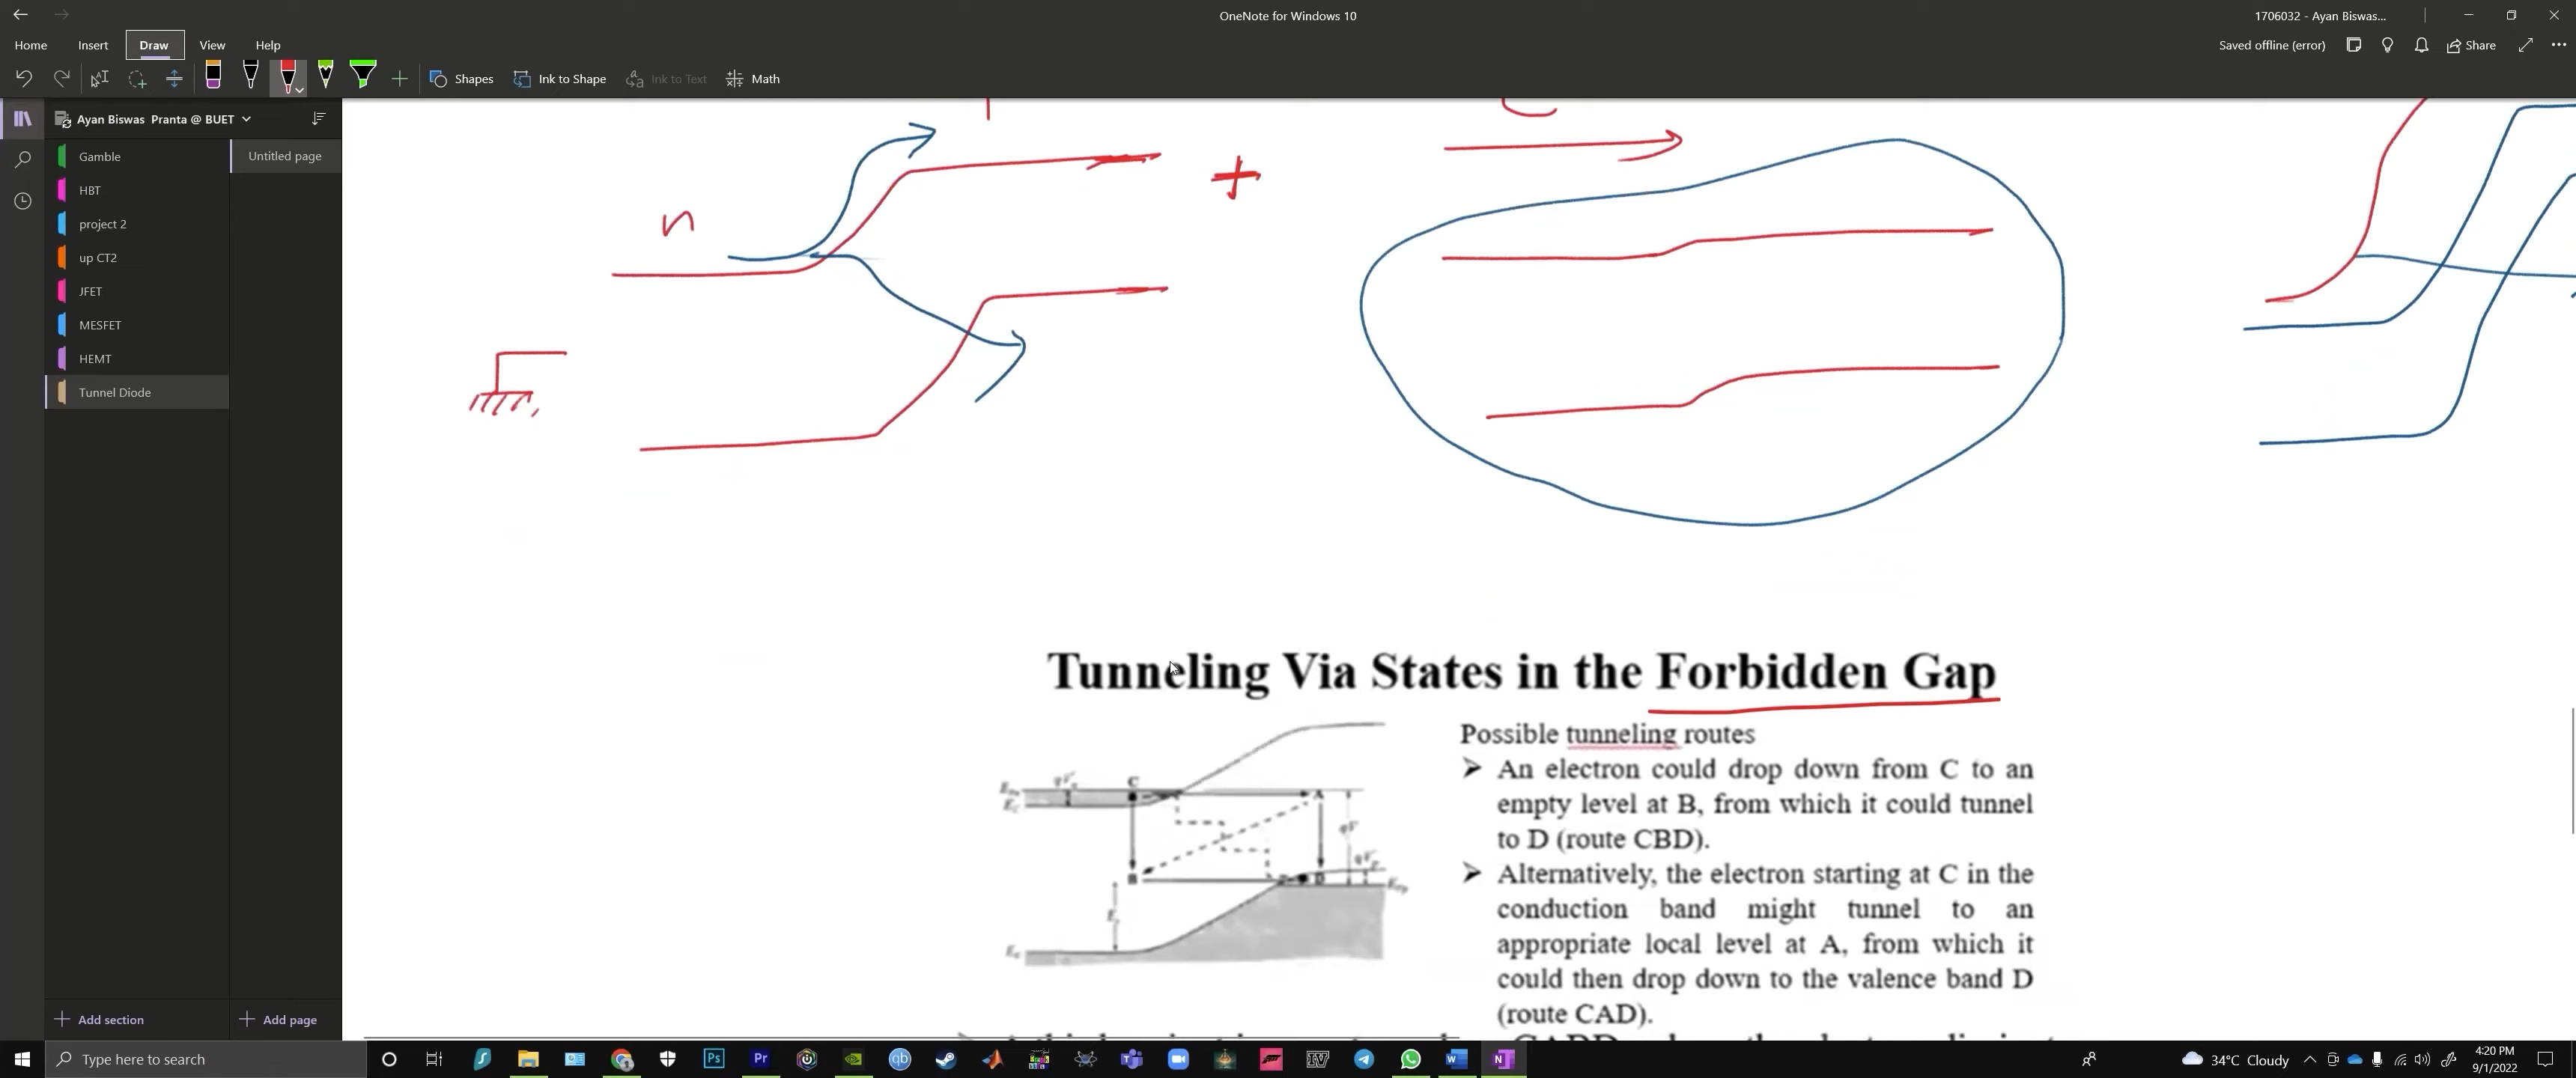 OneNote for Windows 10
1706032 - Ayan Biswas...
Home Insert Draw View Help
Saved offline (error) Share
Shapes Ink to Shape Ink to Text Math
Ayan Biswas Pranta @ BUET
Untitled page
Gamble
HBT
project 2
up CT2
JFET
MESFET
HEMT
Tunnel Diode
n
+
Tunneling Via States in the Forbidden Gap
Possible tunneling routes
➤ An electron could drop down from C to an
empty level at B, from which it could tunnel
to D (route CBD).
➤ Alternatively, the electron starting at C in the
conduction band might tunnel to an
appropriate local level at A, from which it
could then drop down to the valence band D
(route CAD).
C
A
B
D
qV
Add section
Add page
Type here to search
34°C Cloudy
4:20 PM
9/1/2022